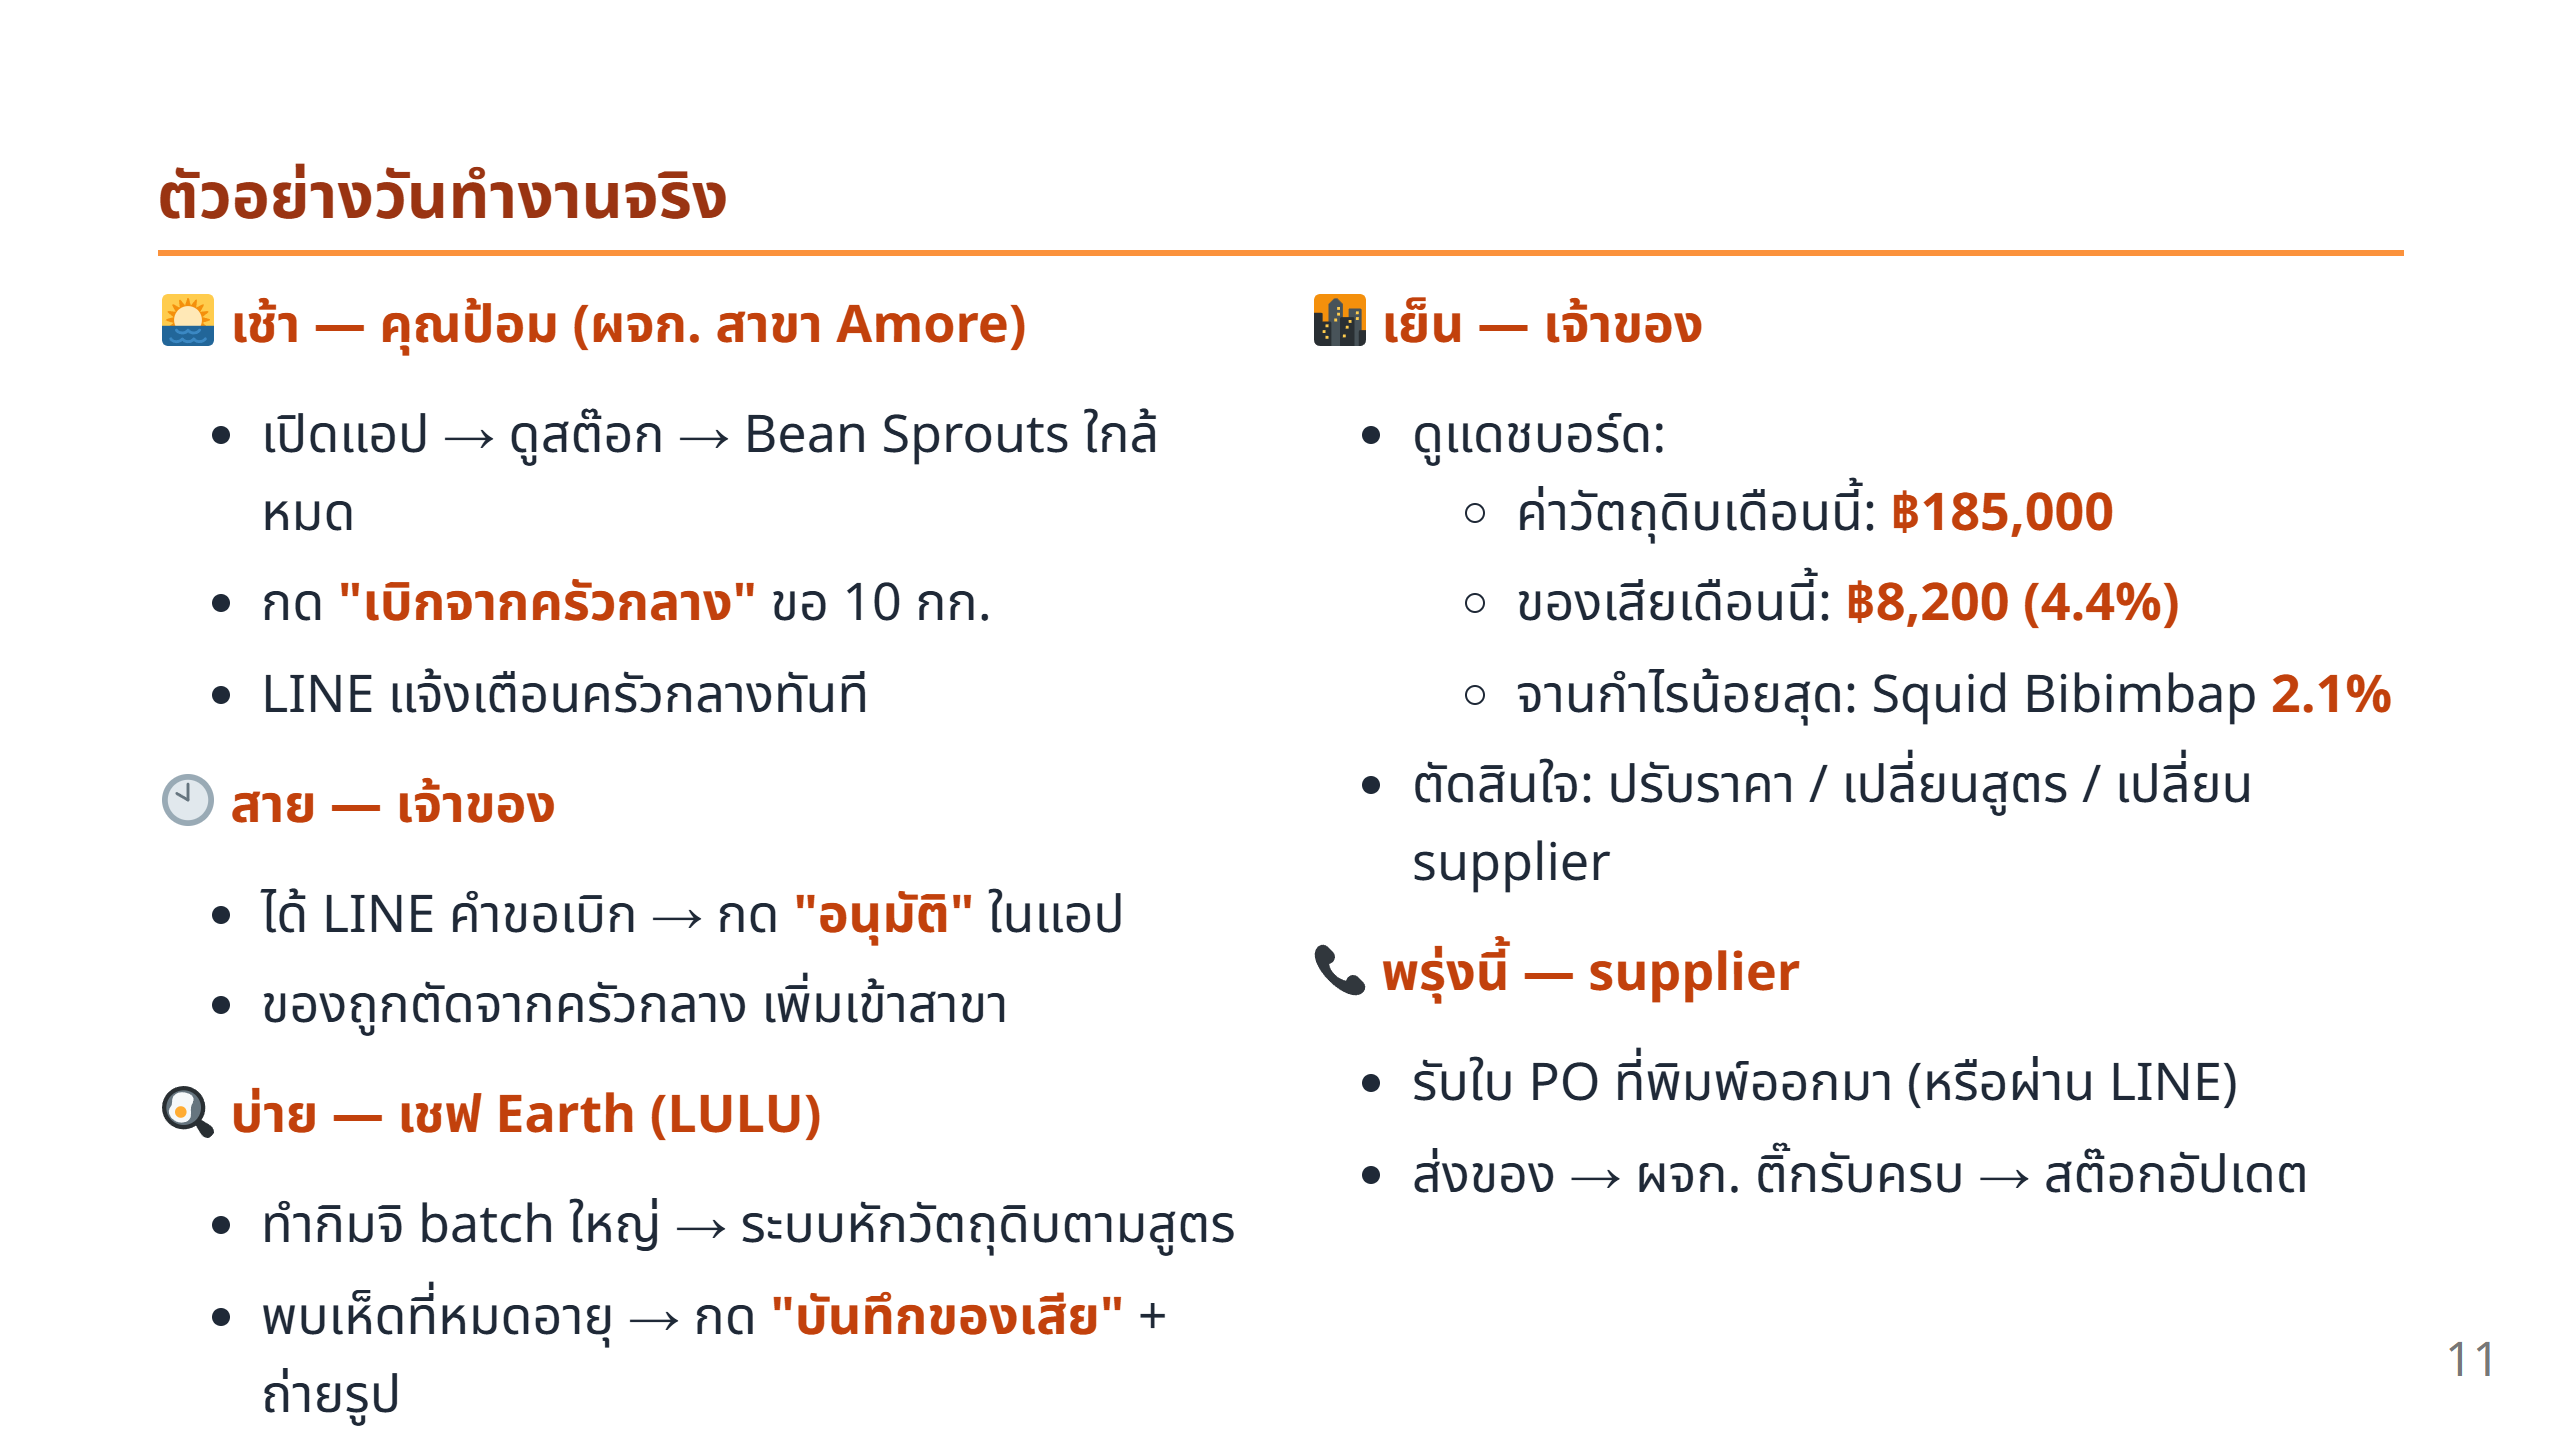 ตัวอย่างวันทำงานจริง
🌅 เช้า — คุณป้อม (ผจก. สาขา Amore)
• เปิดแอป → ดูสต๊อก → Bean Sprouts ใกล้
หมด
• กด "เบิกจากครัวกลาง" ขอ 10 กก.
• LINE แจ้งเตือนครัวกลางทันที
🕙 สาย — เจ้าของ
• ได้ LINE คำขอเบิก → กด "อนุมัติ" ในแอป
• ของถูกตัดจากครัวกลาง เพิ่มเข้าสาขา
🍳 บ่าย — เชฟ Earth (LULU)
• ทำกิมจิ batch ใหญ่ → ระบบหักวัตถุดิบตามสูตร
• พบเห็ดที่หมดอายุ → กด "บันทึกของเสีย" +
ถ่ายรูป
🌆 เย็น — เจ้าของ
• ดูแดชบอร์ด:
○ ค่าวัตถุดิบเดือนนี้: ฿185,000
○ ของเสียเดือนนี้: ฿8,200 (4.4%)
○ จานกำไรน้อยสุด: Squid Bibimbap 2.1%
• ตัดสินใจ: ปรับราคา / เปลี่ยนสูตร / เปลี่ยน
supplier
📞 พรุ่งนี้ — supplier
• รับใบ PO ที่พิมพ์ออกมา (หรือผ่าน LINE)
• ส่งของ → ผจก. ติ๊กรับครบ → สต๊อกอัปเดต
11